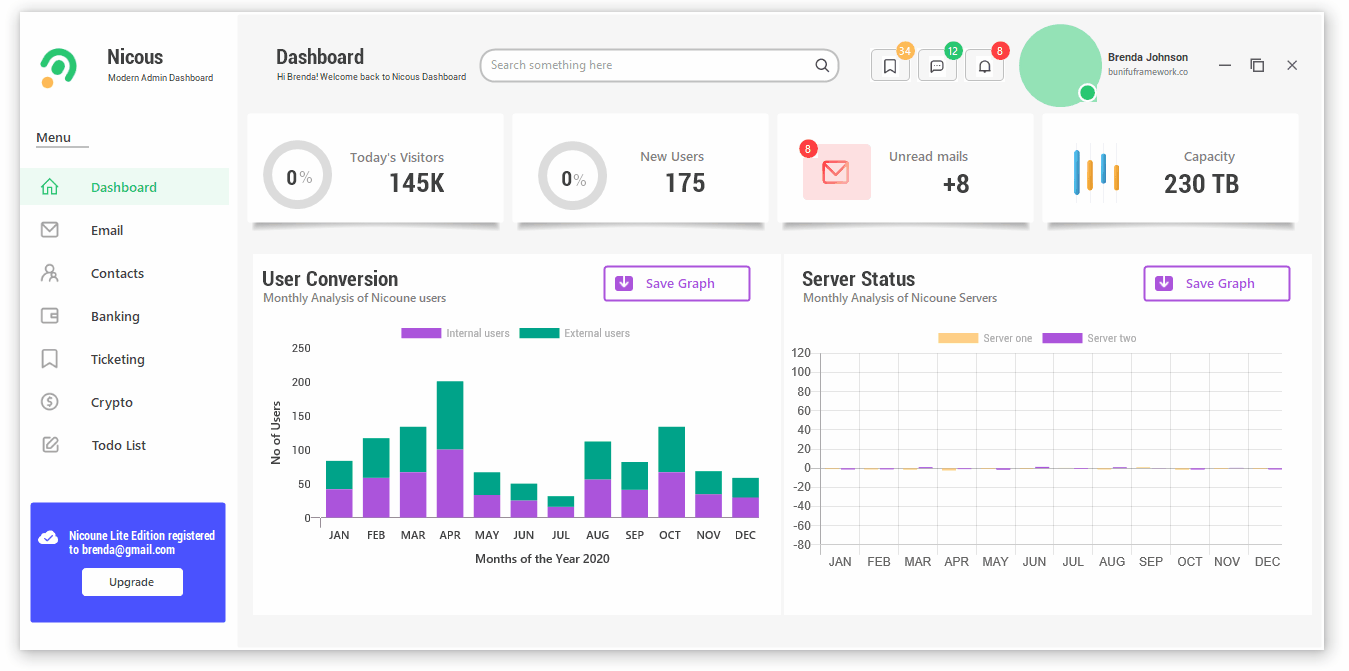 Nicous
Modern Admin Dashboard
Dashboard
Hi Brenda! Welcome back to Nicous Dashboard
Search something here
34
12
8
Brenda Johnson
bunifuframework.co
Menu
Dashboard
Email
Contacts
Banking
Ticketing
Crypto
Todo List
Nicoune Lite Edition registered
to brenda@gmail.com
Upgrade
0%
Today's Visitors
145K
0%
New Users
175
8
Unread mails
+8
Capacity
230 TB
User Conversion
Monthly Analysis of Nicoune users
Save Graph
Internal users External users
250
200
150
100
50
0
No of Users
JAN FEB MAR APR MAY JUN JUL AUG SEP OCT NOV DEC
Months of the Year 2020
Server Status
Monthly Analysis of Nicoune Servers
Save Graph
Server one Server two
120
100
80
60
40
20
0
-20
-40
-60
-80
JAN FEB MAR APR MAY JUN JUL AUG SEP OCT NOV DEC